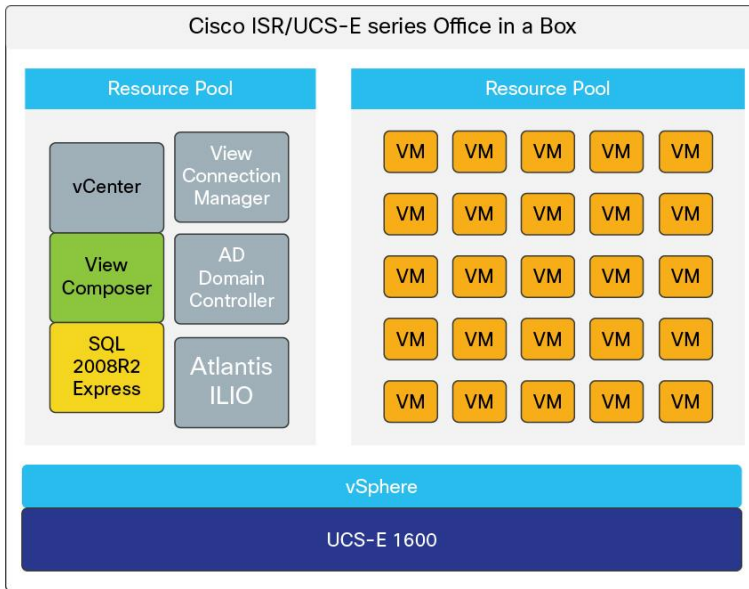 Cisco ISR/UCS-E series Office in a Box
Resource Pool
vCenter
View
Composer
SQL
2008R2
Express
View
Connection
Manager
AD
Domain
Controller
Atlantis
ILIO
Resource Pool
VM VM VM VM VM
VM VM VM VM VM
VM VM VM VM VM
VM VM VM VM VM
VM VM VM VM VM
vSphere
UCS-E 1600